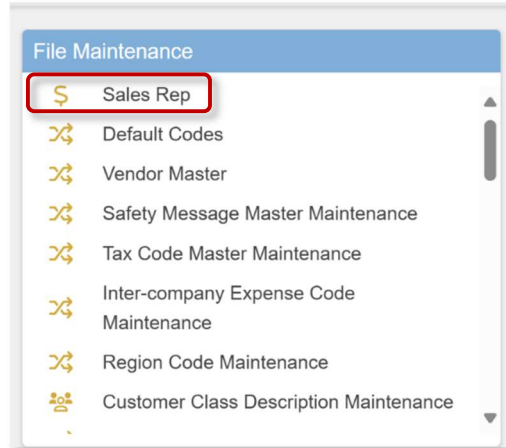 File Maintenance
Sales Rep
Default Codes
Vendor Master
Safety Message Master Maintenance
Tax Code Master Maintenance
Inter-company Expense Code
Maintenance
Region Code Maintenance
Customer Class Description Maintenance